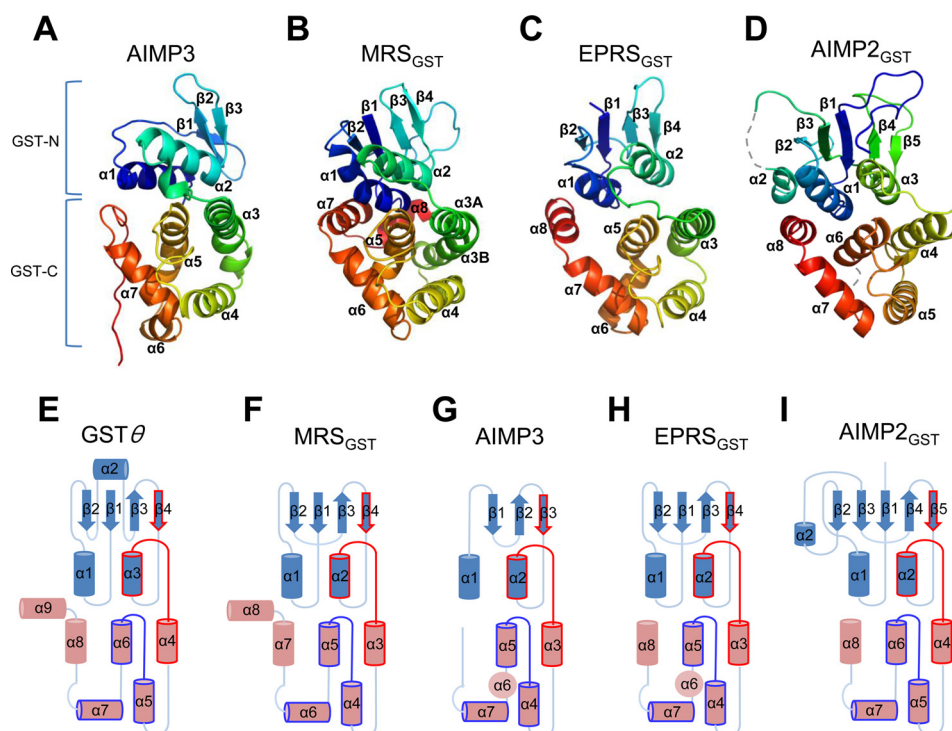 A B C D
AIMP3 MRSGST EPRSGST AIMP2GST
GST-N
GST-C
β2 β3 β1 α1 α2 α3 α5 α4 α7 α6
β1 β3 β4 β2 α1 α2 α7 α8 α3A α5 α3B α6 α4
β1 β3 β4 β2 α2 α1 α8 α5 α3 α7 α6 α4
β3 β1 β4 β2 β5 α2 α1 α3 α8 α6 α4 α7 α5
E F G H I
GSTθ MRSGST AIMP3 EPRSGST AIMP2GST
α2 β2 β1 β3 β4 α1 α3 α9 α8 α6 α4 α7 α5
β2 β1 β3 β4 α1 α2 α8 α7 α5 α3 α6 α4
β1 β2 β3 α1 α2 α5 α3 α6 α7 α4
β2 β1 β3 β4 α1 α2 α8 α5 α3 α6 α7 α4
β2 β3 β1 β4 β5 α2 α1 α2 α8 α6 α4 α7 α5